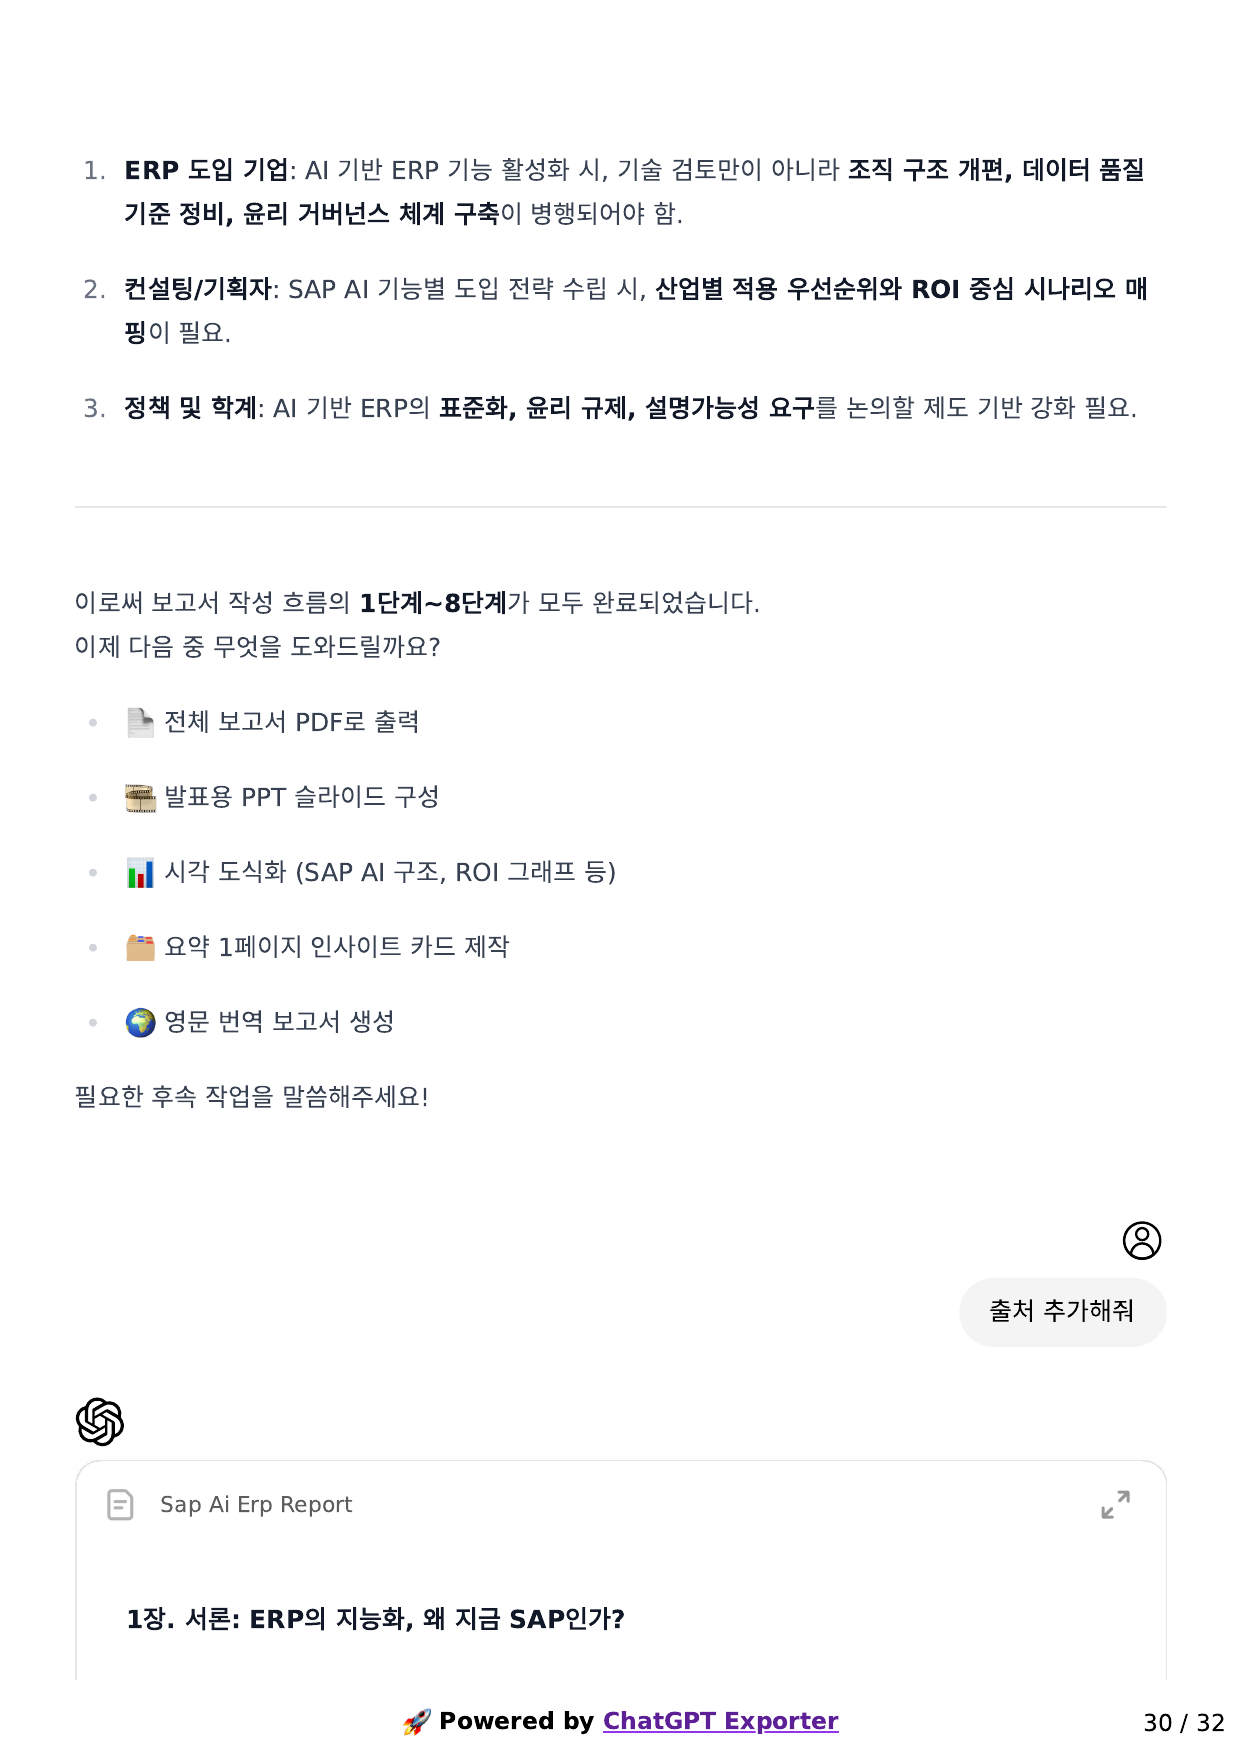 1. ERP 도입 기업: AI 기반 ERP 기능 활성화 시, 기술 검토만이 아니라 조직 구조 개편, 데이터 품질
기준 정비, 윤리 거버넌스 체계 구축이 병행되어야 함.
2. 컨설팅/기획자: SAP AI 기능별 도입 전략 수립 시, 산업별 적용 우선순위와 ROI 중심 시나리오 매
핑이 필요.
3. 정책 및 학계: AI 기반 ERP의 표준화, 윤리 규제, 설명가능성 요구를 논의할 제도 기반 강화 필요.
이로써 보고서 작성 흐름의 1단계~8단계가 모두 완료되었습니다.
이제 다음 중 무엇을 도와드릴까요?
• 📄 전체 보고서 PDF로 출력
• 🎞 발표용 PPT 슬라이드 구성
• 📊 시각 도식화 (SAP AI 구조, ROI 그래프 등)
• 🗂 요약 1페이지 인사이트 카드 제작
• 🌍 영문 번역 보고서 생성
필요한 후속 작업을 말씀해주세요!
출처 추가해줘
Sap Ai Erp Report
1장. 서론: ERP의 지능화, 왜 지금 SAP인가?
🚀 Powered by ChatGPT Exporter
30 / 32